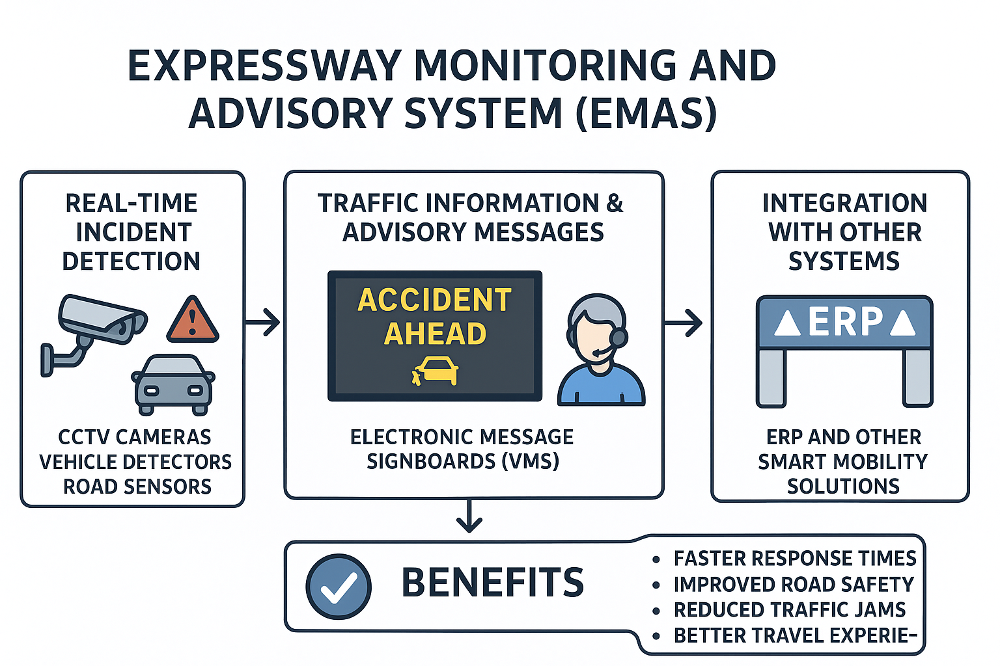 EXPRESSWAY MONITORING AND
ADVISORY SYSTEM (EMAS)
REAL-TIME
INCIDENT
DETECTION
CCTV CAMERAS
VEHICLE DETECTORS
ROAD SENSORS
TRAFFIC INFORMATION &
ADVISORY MESSAGES
ACCIDENT
AHEAD
ELECTRONIC MESSAGE
SIGNBOARDS (VMS)
INTEGRATION
WITH OTHER
SYSTEMS
ERP
ERP AND OTHER
SMART MOBILITY
SOLUTIONS
BENEFITS
• FASTER RESPONSE TIMES
• IMPROVED ROAD SAFETY
• REDUCED TRAFFIC JAMS
• BETTER TRAVEL EXPERIE-